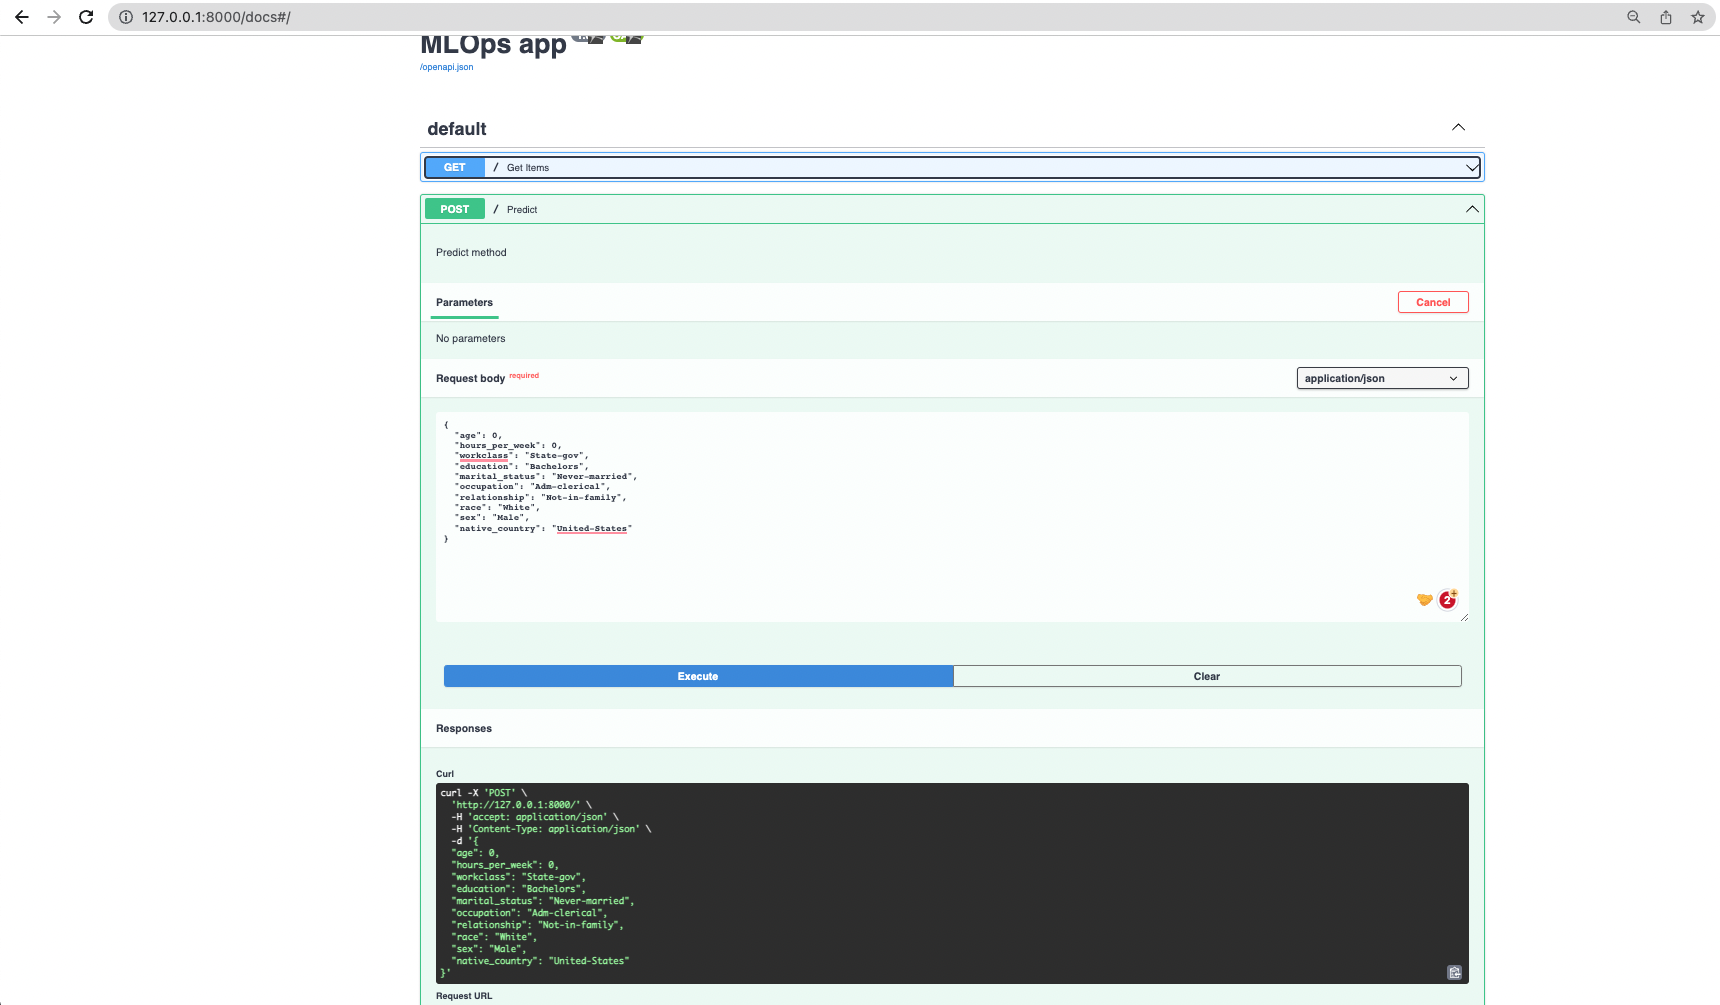 127.0.0.1:8000/docs#/
MLOps app
/openapi.json
default
GET / Get Items
POST / Predict
Predict method
Parameters
Cancel
No parameters
Request body required
application/json
{
"age": 0,
"hours_per_week": 0,
"workclass": "State-gov",
"education": "Bachelors",
"marital_status": "Never-married",
"occupation": "Adm-clerical",
"relationship": "Not-in-family",
"race": "White",
"sex": "Male",
"native_country": "United-States"
}
2+
Execute
Clear
Responses
Curl
curl -X 'POST' \
'http://127.0.0.1:8000/' \
-H 'accept: application/json' \
-H 'Content-Type: application/json' \
-d '{
"age": 0,
"hours_per_week": 0,
"workclass": "State-gov",
"education": "Bachelors",
"marital_status": "Never-married",
"occupation": "Adm-clerical",
"relationship": "Not-in-family",
"race": "White",
"sex": "Male",
"native_country": "United-States"
}'
Request URL